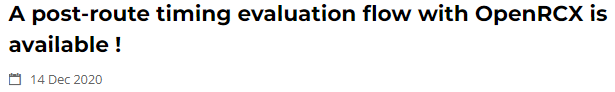 A post-route timing evaluation flow with OpenRCX is
available !
14 Dec 2020